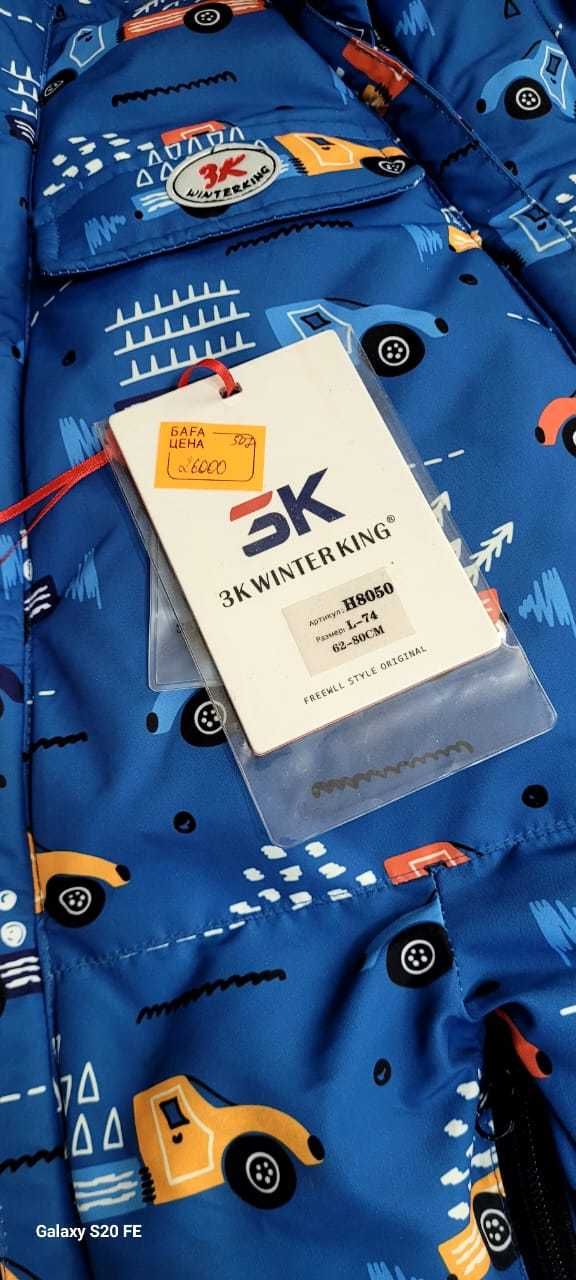 3K
WINTERKING
БАҒА
ЦЕНА
26000
3K
3K WINTER KING®
Артикул: H8050
Размер: L-74
62-80CM
FREEWLL STYLE ORIGINAL
Galaxy S20 FE